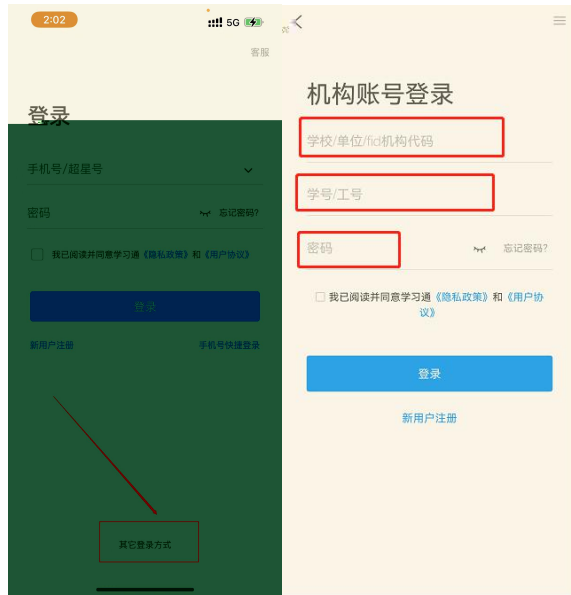 2:02
5G
客服
登录
手机号/超星号
密码
忘记密码?
我已阅读并同意学习通《隐私政策》和《用户协议》
登录
新用户注册
手机号快捷登录
其它登录方式
机构账号登录
学校/单位/fid机构代码
学号/工号
密码
忘记密码?
我已阅读并同意学习通《隐私政策》和《用户协
议》
登录
新用户注册